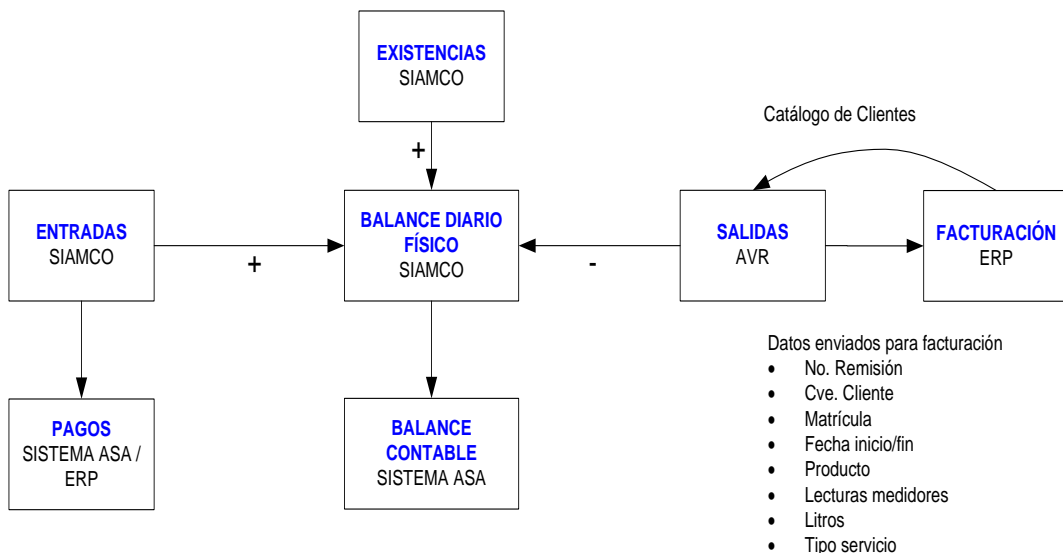 EXISTENCIAS
SIAMCO
Catálogo de Clientes
+
ENTRADAS
SIAMCO
BALANCE DIARIO
FÍSICO
SIAMCO
SALIDAS
AVR
FACTURACIÓN
ERP
+
-
Datos enviados para facturación
• No. Remisión
• Cve. Cliente
• Matrícula
• Fecha inicio/fin
• Producto
• Lecturas medidores
• Litros
• Tipo servicio
PAGOS
SISTEMA ASA /
ERP
BALANCE
CONTABLE
SISTEMA ASA